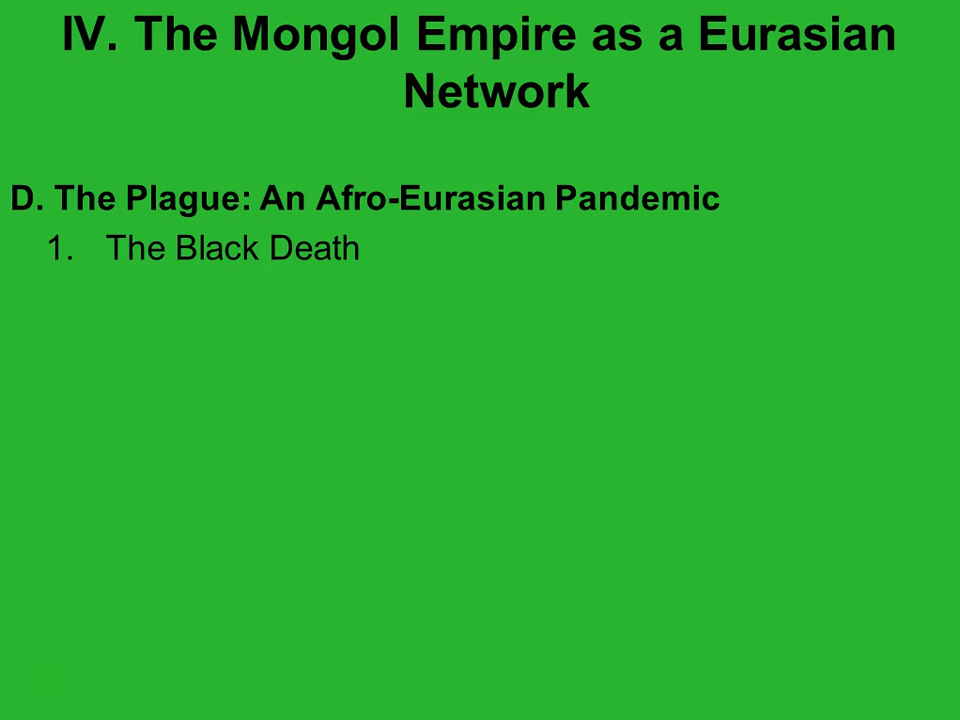 IV. The Mongol Empire as a Eurasian
Network
D. The Plague: An Afro-Eurasian Pandemic
1. The Black Death